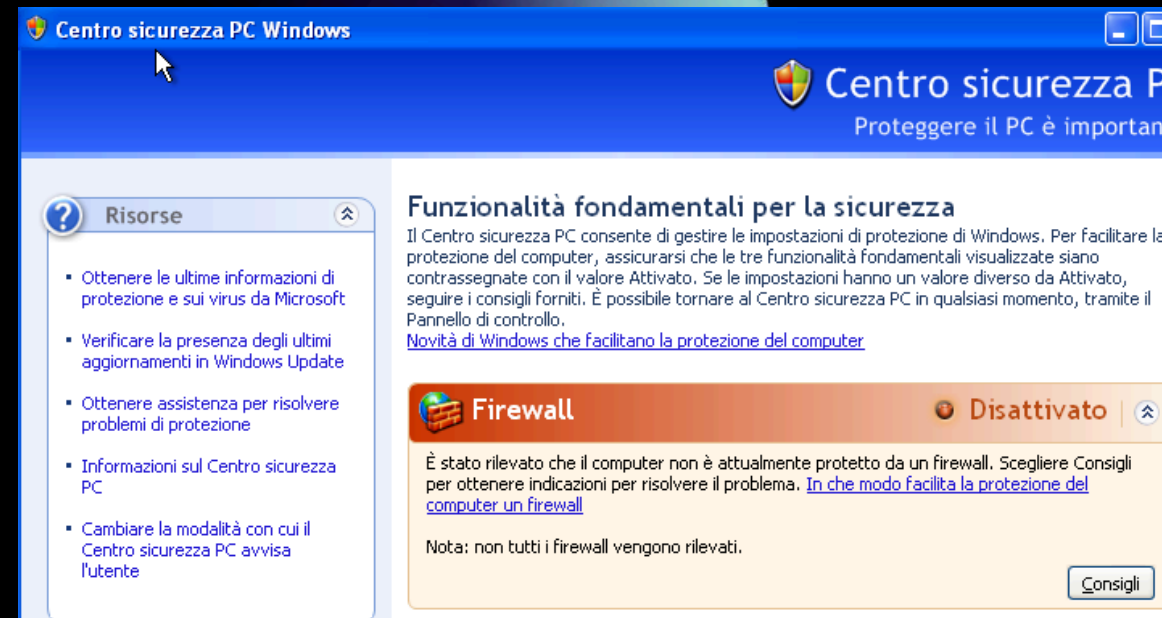 Centro sicurezza PC Windows
Centro sicurezza P
Proteggere il PC è importan
Risorse
Ottenere le ultime informazioni di
protezione e sui virus da Microsoft
Verificare la presenza degli ultimi
aggiornamenti in Windows Update
Ottenere assistenza per risolvere
problemi di protezione
Informazioni sul Centro sicurezza
PC
Cambiare la modalità con cui il
Centro sicurezza PC avvisa
l'utente
Funzionalità fondamentali per la sicurezza
Il Centro sicurezza PC consente di gestire le impostazioni di protezione di Windows. Per facilitare la
protezione del computer, assicurarsi che le tre funzionalità fondamentali visualizzate siano
contrassegnate con il valore Attivato. Se le impostazioni hanno un valore diverso da Attivato,
seguire i consigli forniti. È possibile tornare al Centro sicurezza PC in qualsiasi momento, tramite il
Pannello di controllo.
Novità di Windows che facilitano la protezione del computer
Firewall
Disattivato
È stato rilevato che il computer non è attualmente protetto da un firewall. Scegliere Consigli
per ottenere indicazioni per risolvere il problema. In che modo facilita la protezione del
computer un firewall
Nota: non tutti i firewall vengono rilevati.
Consigli